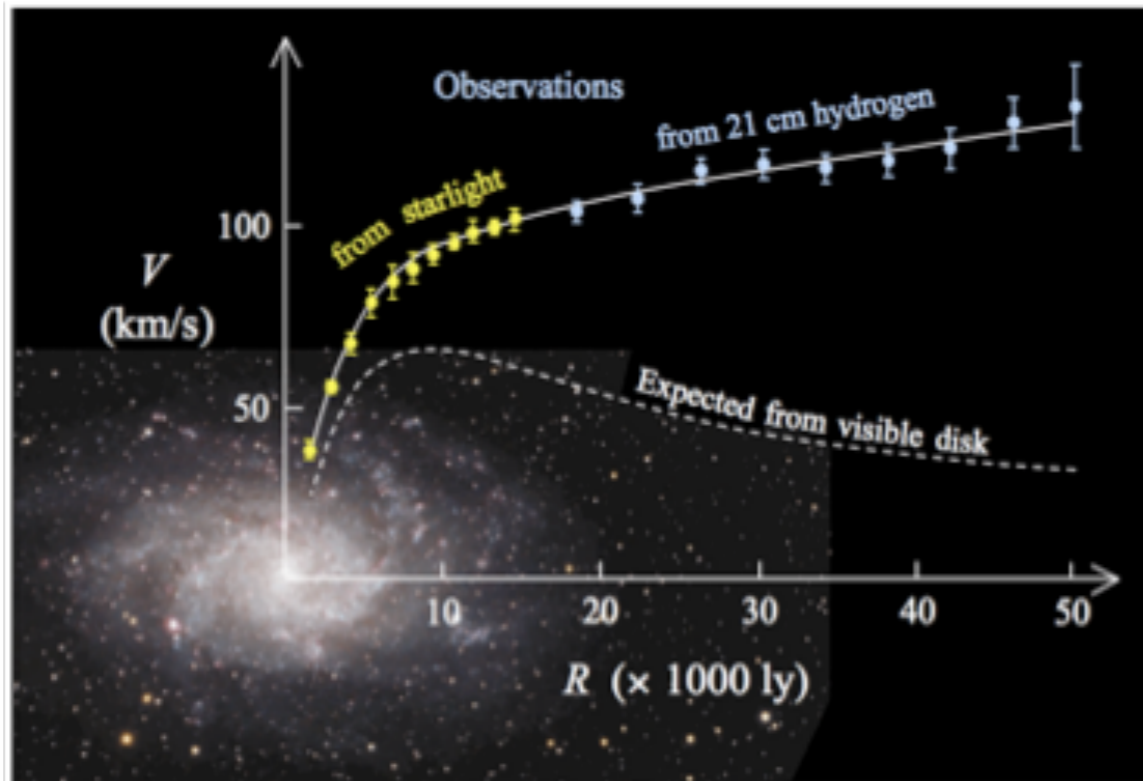 Observations
from 21 cm hydrogen
from starlight
100
V
(km/s)
50
Expected from visible disk
10 20 30 40 50
R (× 1000 ly)